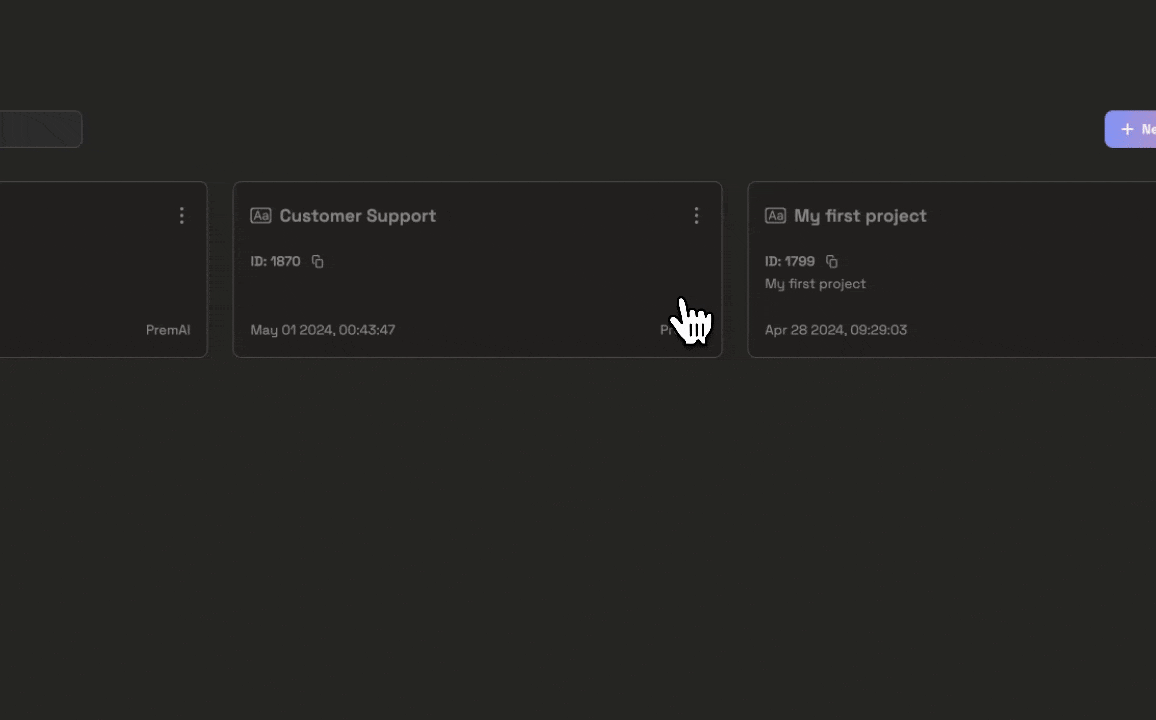 + Ne
Aa Customer Support
Aa My first project
ID: 1870
ID: 1799
My first project
PremAI
May 01 2024, 00:43:47
Pr
Apr 28 2024, 09:29:03